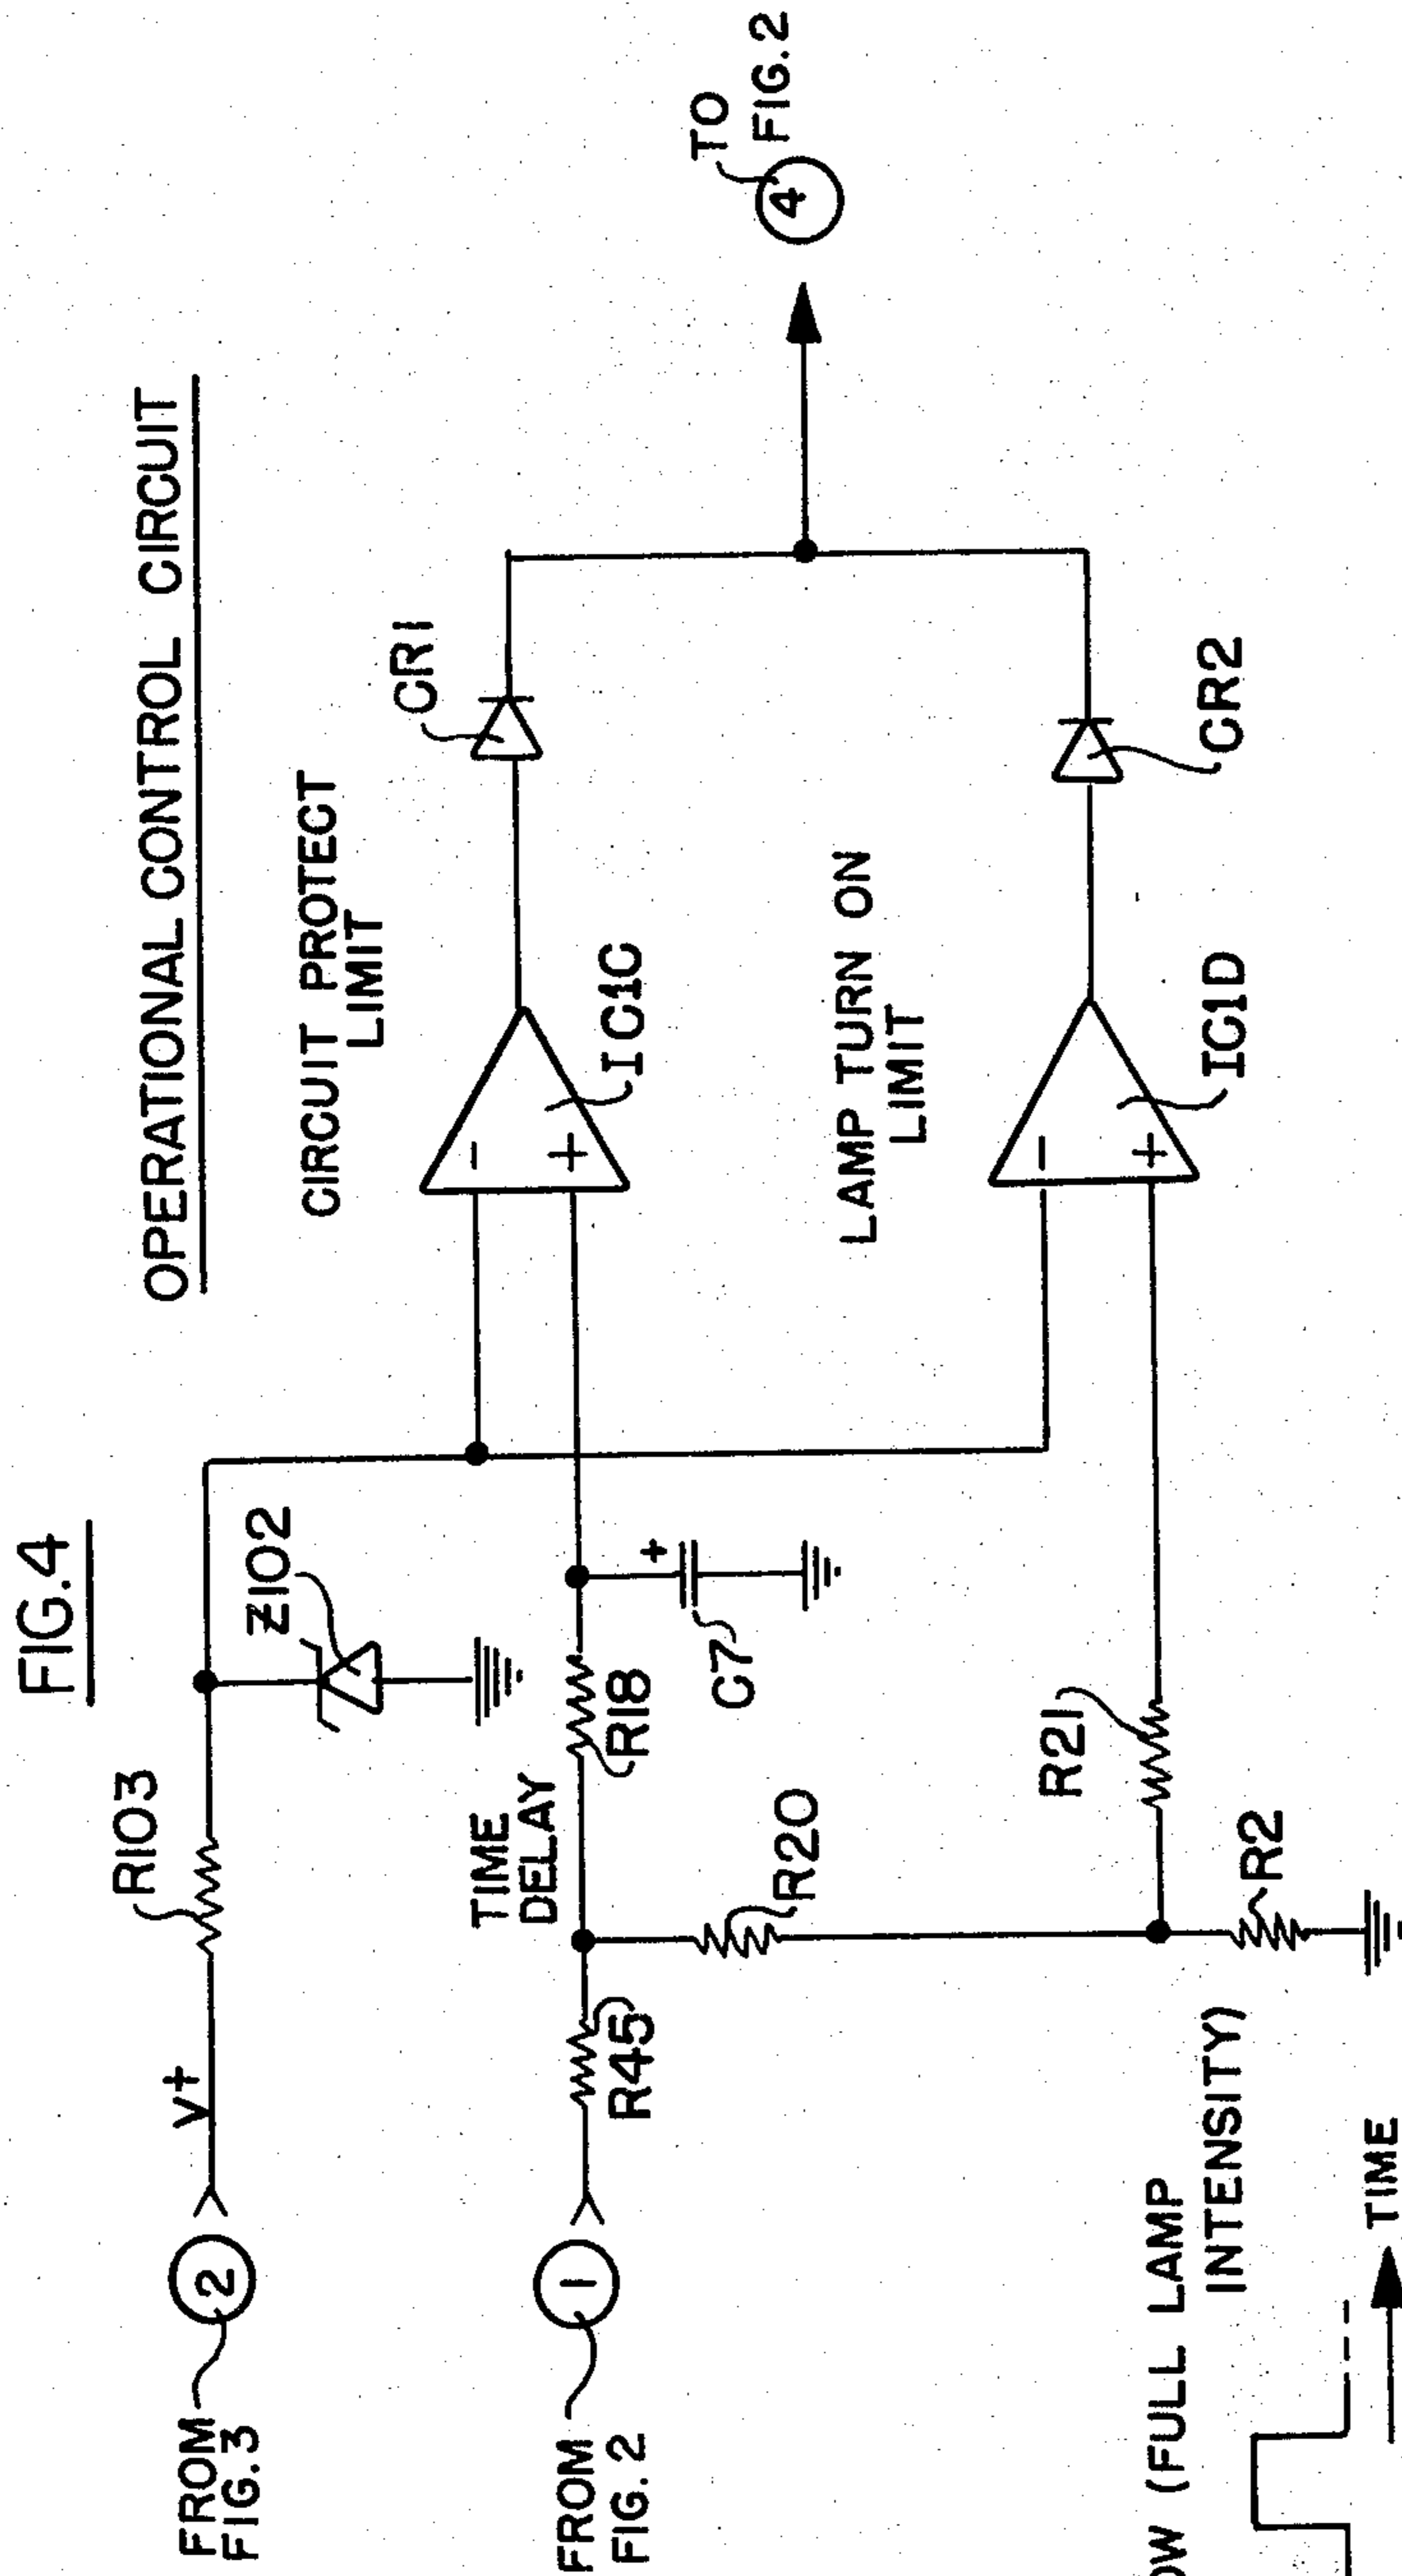 FIG.4
OPERATIONAL CONTROL CIRCUIT
FROM
FIG.3
2
V+
R103
Z102
CIRCUIT PROTECT
LIMIT
CR1
IC1C
FROM
FIG. 2
1
R45
TIME
DELAY
R18
C7
+
-
+
TO
FIG.2
4
R20
LAMP TURN ON
LIMIT
R21
-
+
IC1D
CR2
R2
OW (FULL LAMP
INTENSITY)
TIME